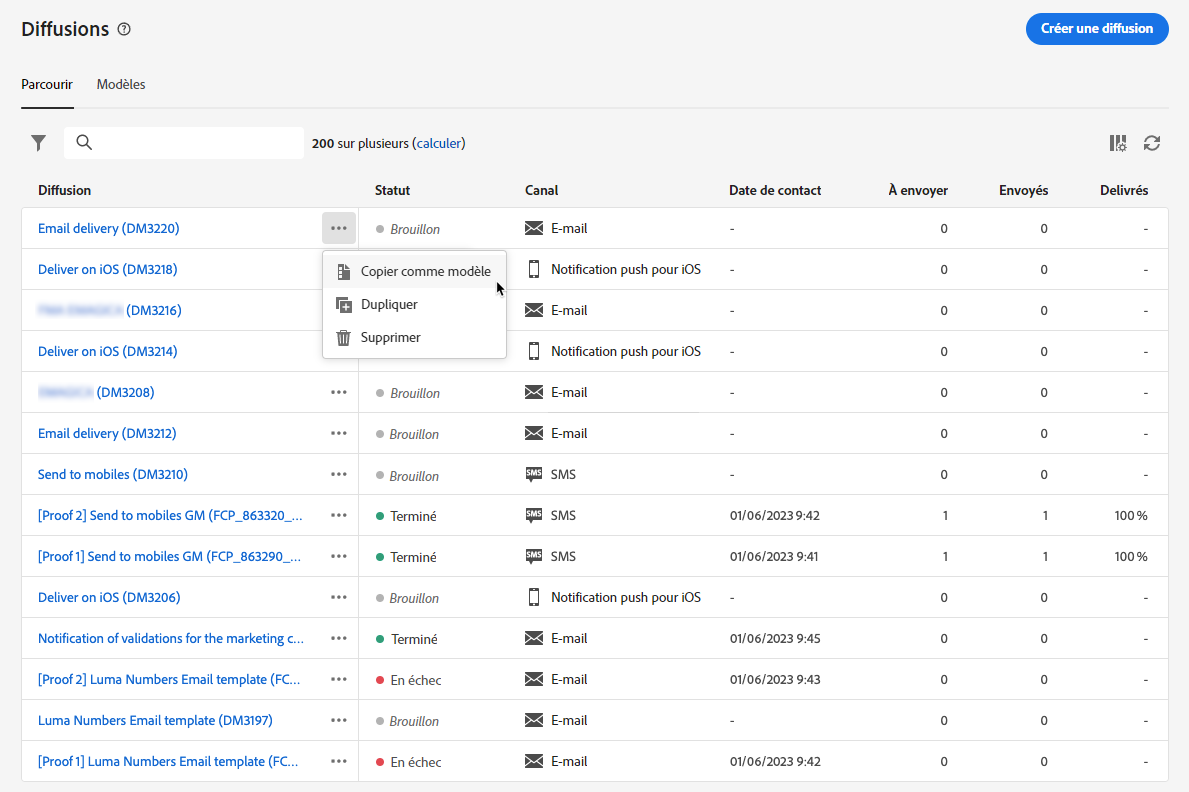 Diffusions
Créer une diffusion
Parcourir Modèles
200 sur plusieurs (calculer)
Diffusion Statut Canal Date de contact À envoyer Envoyés Delivrés
Email delivery (DM3220) ••• Brouillon E-mail - 0 0 -
Copier comme modèle
Deliver on iOS (DM3218) Notification push pour iOS - 0 0 -
Dupliquer
(DM3216) E-mail - 0 0 -
Supprimer
Deliver on iOS (DM3214) Notification push pour iOS - 0 0 -
(DM3208) ••• Brouillon E-mail - 0 0 -
Email delivery (DM3212) ••• Brouillon E-mail - 0 0 -
Send to mobiles (DM3210) ••• Brouillon SMS SMS - 0 0 -
[Proof 2] Send to mobiles GM (FCP_863320_... ••• Terminé SMS SMS 01/06/2023 9:42 1 1 100 %
[Proof 1] Send to mobiles GM (FCP_863290_... ••• Terminé SMS SMS 01/06/2023 9:41 1 1 100 %
Deliver on iOS (DM3206) ••• Brouillon Notification push pour iOS - 0 0 -
Notification of validations for the marketing c... ••• Terminé E-mail 01/06/2023 9:45 0 0 -
[Proof 2] Luma Numbers Email template (FC... ••• En échec E-mail 01/06/2023 9:43 0 0 -
Luma Numbers Email template (DM3197) ••• Brouillon E-mail - 0 0 -
[Proof 1] Luma Numbers Email template (FC... ••• En échec E-mail 01/06/2023 9:42 0 0 -